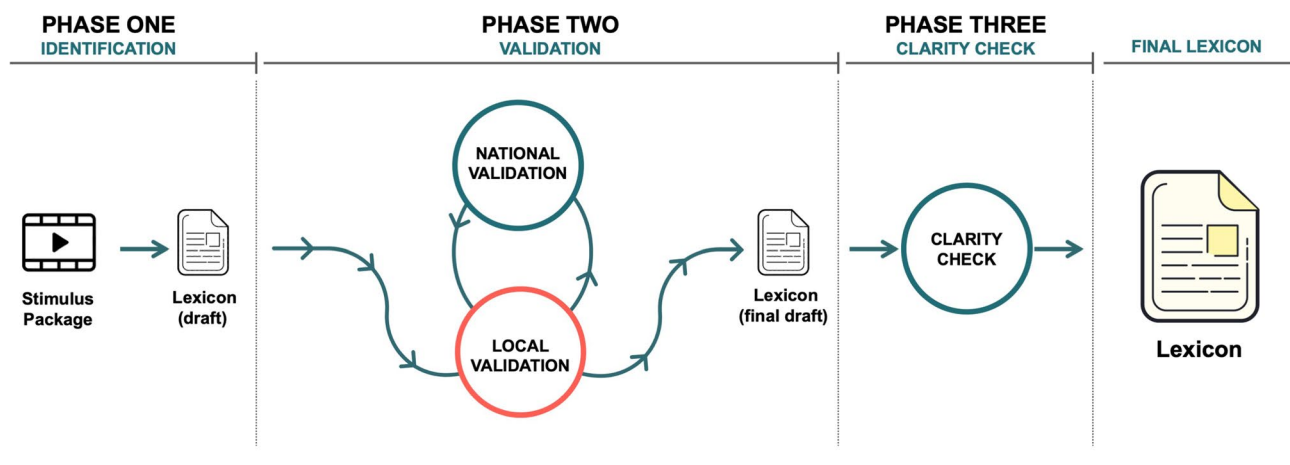 PHASE ONE
IDENTIFICATION
PHASE TWO
VALIDATION
PHASE THREE
CLARITY CHECK
FINAL LEXICON
Stimulus
Package
Lexicon
(draft)
NATIONAL
VALIDATION
LOCAL
VALIDATION
Lexicon
(final draft)
CLARITY
CHECK
Lexicon